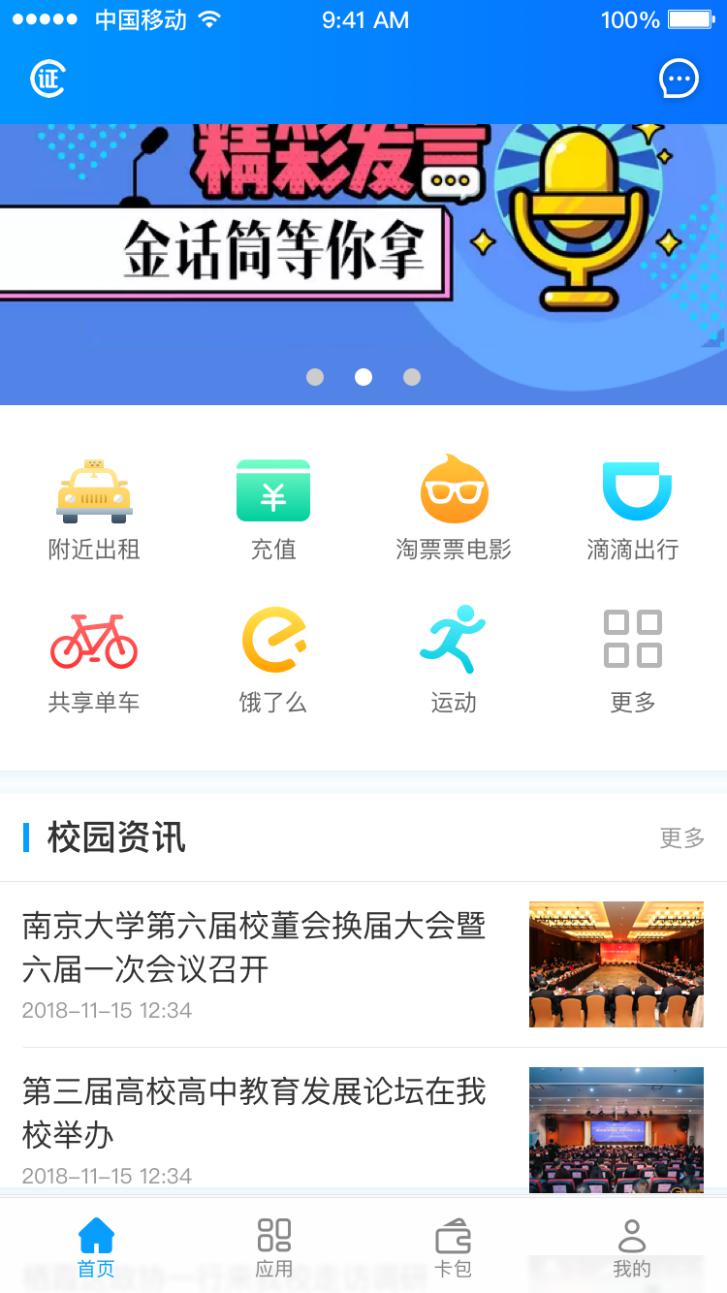 中国移动
9:41 AM
100%
证
精彩发言
金话筒等你拿
附近出租
充值
淘票票电影
滴滴出行
共享单车
饿了么
运动
更多
校园资讯
更多
南京大学第六届校董会换届大会暨
六届一次会议召开
2018-11-15 12:34
第三届高校高中教育发展论坛在我
校举办
2018-11-15 12:34
首页
应用
卡包
我的